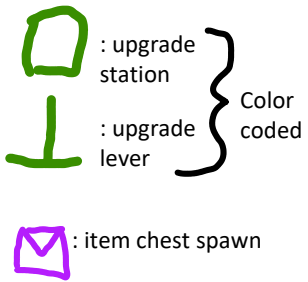 : upgrade
station
: upgrade
lever
Color
coded
: item chest spawn